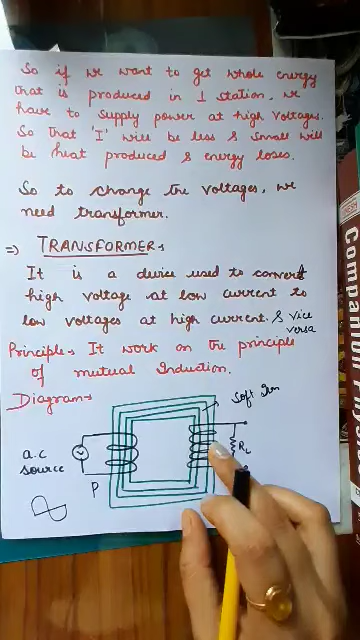 So if we want to get whole energy
that is produced in 1 station, we
have to supply power at high voltages.
So that 'I' will be less & small will
be heat produced & energy loses.
So to change the voltages, we
need transformer.
⇒ TRANSFORMER→
It is a device used to convert
high voltage at low current to
low voltages at high current. & vice
versa
Principle→ It work on the principle
of mutual Induction.
Diagram→
Soft Iron
a.c
source
P
RL
Companion